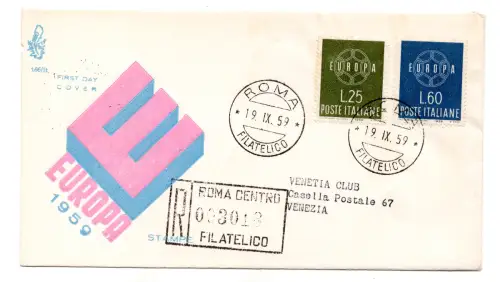 FIRST DAY
COVER
EUROPA
1959
STAMPE
EUROPA
L.25
POSTE ITALIANE
EUROPA
L.60
POSTE ITALIANE
ROMA
19. IX. 59
FILATELICO
19. IX. 59
FILATELICO
R
ROMA CENTRO
FILATELICO
VENETIA CLUB
Casella Postale 67
VENEZIA